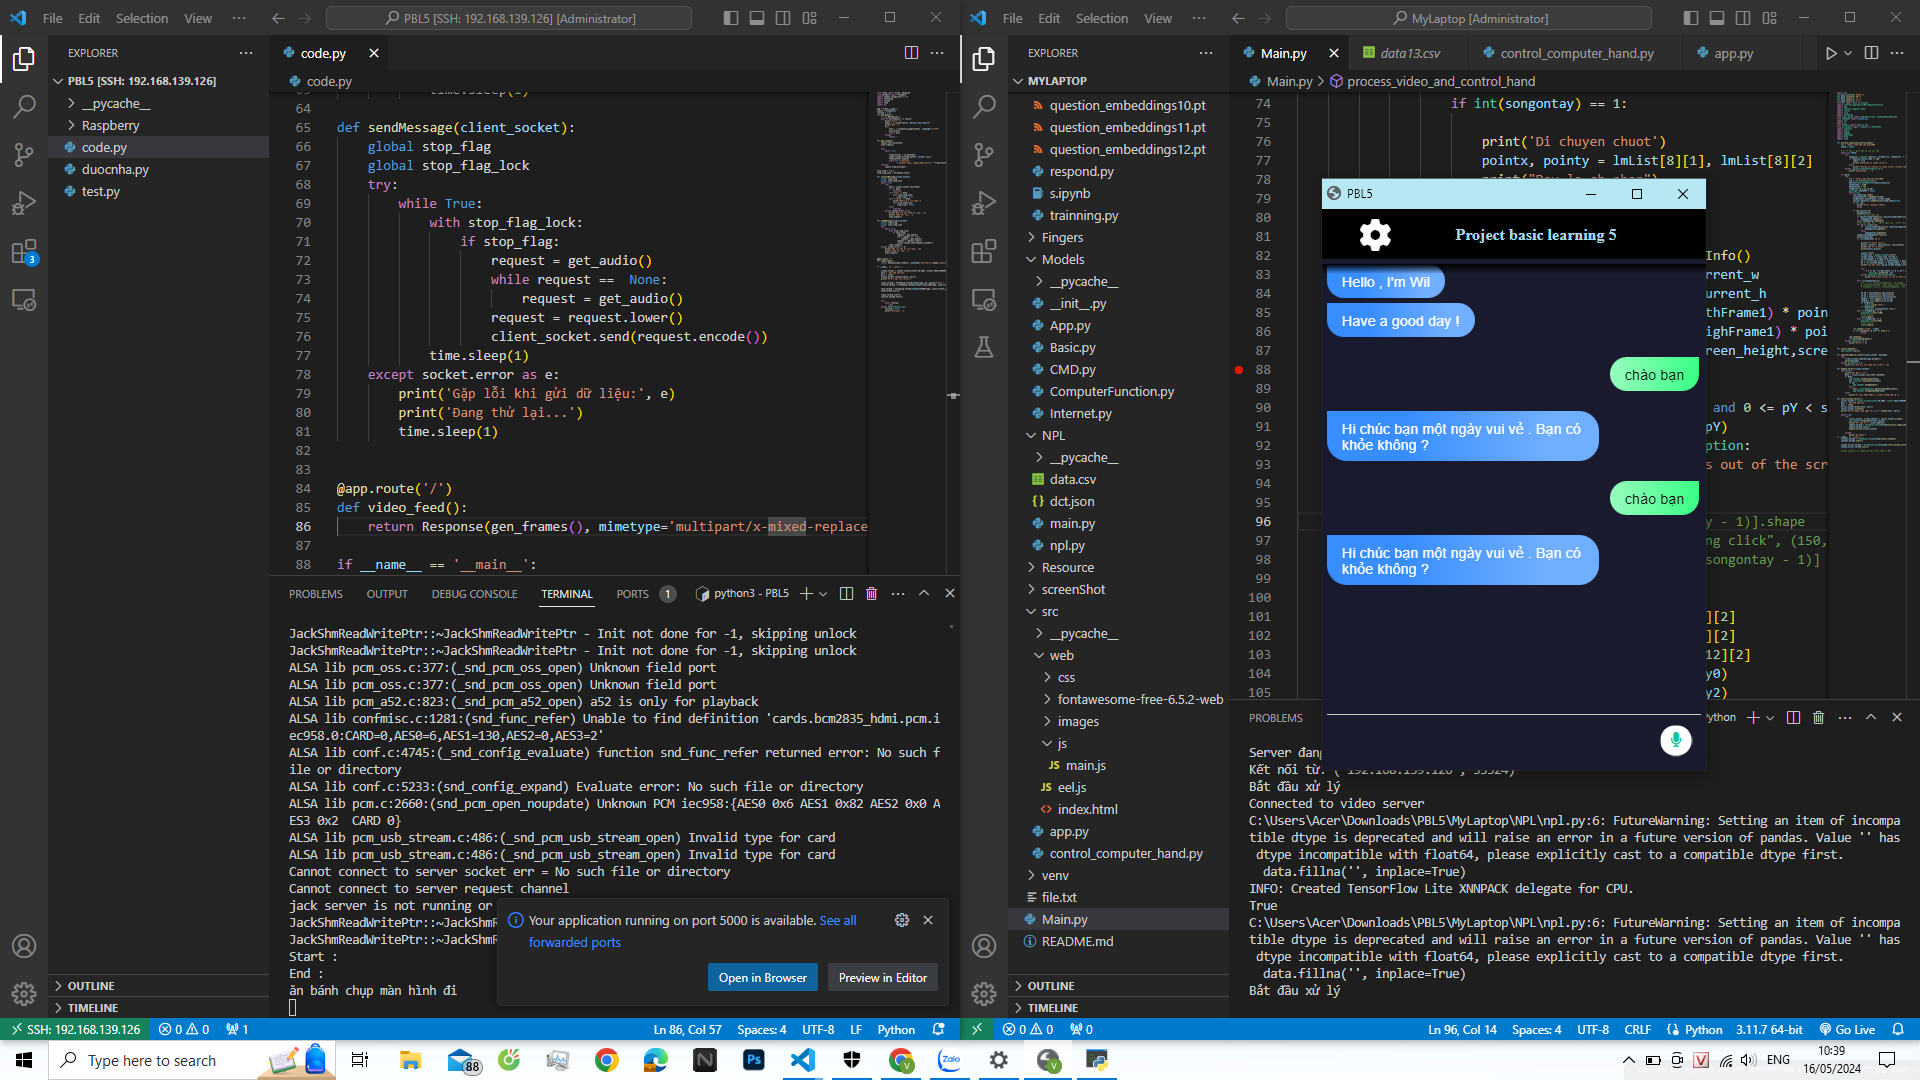 File Edit Selection View ··· PBL5 [SSH: 192.168.139.126] [Administrator]
EXPLORER
PBL5 [SSH: 192.168.139.126]
__pycache__
Raspberry
code.py
duocnha.py
test.py
OUTLINE
TIMELINE
code.py
code.py
64
65 def sendMessage(client_socket):
66 global stop_flag
67 global stop_flag_lock
68 try:
69 while True:
70 with stop_flag_lock:
71 if stop_flag:
72 request = get_audio()
73 while request == None:
74 request = get_audio()
75 request = request.lower()
76 client_socket.send(request.encode())
77 time.sleep(1)
78 except socket.error as e:
79 print('Gặp lỗi khi gửi dữ liệu:', e)
80 print('Đang thử lại...')
81 time.sleep(1)
82
83
84 @app.route('/')
85 def video_feed():
86 return Response(gen_frames(), mimetype='multipart/x-mixed-replace
87
88 if __name__ == '__main__':
PROBLEMS OUTPUT DEBUG CONSOLE TERMINAL PORTS 1 python3 - PBL5
JackShmReadWritePtr::~JackShmReadWritePtr - Init not done for -1, skipping unlock
JackShmReadWritePtr::~JackShmReadWritePtr - Init not done for -1, skipping unlock
ALSA lib pcm_oss.c:377:(_snd_pcm_oss_open) Unknown field port
ALSA lib pcm_oss.c:377:(_snd_pcm_oss_open) Unknown field port
ALSA lib pcm_a52.c:823:(_snd_pcm_a52_open) a52 is only for playback
ALSA lib confmisc.c:1281:(snd_func_refer) Unable to find definition 'cards.bcm2835_hdmi.pcm.i
ec958.0:CARD=0,AES0=6,AES1=130,AES2=0,AES3=2'
ALSA lib conf.c:4745:(_snd_config_evaluate) function snd_func_refer returned error: No such f
ile or directory
ALSA lib conf.c:5233:(snd_config_expand) Evaluate error: No such file or directory
ALSA lib pcm.c:2660:(snd_pcm_open_noupdate) Unknown PCM iec958:{AES0 0x6 AES1 0x82 AES2 0x0 A
ES3 0x2 CARD 0}
ALSA lib pcm_usb_stream.c:486:(_snd_pcm_usb_stream_open) Invalid type for card
ALSA lib pcm_usb_stream.c:486:(_snd_pcm_usb_stream_open) Invalid type for card
Cannot connect to server socket err = No such file or directory
Cannot connect to server request channel
jack server is not running or
JackShmReadWritePtr::~JackShmR
JackShmReadWritePtr::~JackShmR
Start :
End :
ăn bánh chụp màn hình đi
Your application running on port 5000 is available. See all
forwarded ports
Open in Browser Preview in Editor
SSH: 192.168.139.126 0 0 1 Ln 86, Col 57 Spaces: 4 UTF-8 LF Python
File Edit Selection View ··· MyLaptop [Administrator]
EXPLORER
MYLAPTOP
question_embeddings10.pt
question_embeddings11.pt
question_embeddings12.pt
respond.py
s.ipynb
trainning.py
Fingers
Models
__pycache__
__init__.py
App.py
Basic.py
CMD.py
ComputerFunction.py
Internet.py
NPL
__pycache__
data.csv
dct.json
main.py
npl.py
Resource
screenShot
src
__pycache__
web
css
fontawesome-free-6.5.2-web
images
js
main.js
eel.js
index.html
app.py
control_computer_hand.py
venv
file.txt
Main.py
README.md
OUTLINE
TIMELINE
Main.py data13.csv control_computer_hand.py app.py
Main.py > process_video_and_control_hand
74 if int(songontay) == 1:
75
76 print('Di chuyen chuot')
77 pointx, pointy = lmList[8][1], lmList[8][2]
78
79
80
81
82 Info()
83 rrent_w
84 urrent_h
85 thFrame1) * poin
86 ighFrame1) * poi
87 reen_height,scre
88
89
90 and 0 <= pY < s
91 pY)
92 ption:
93 s out of the scr
94
95
96 y - 1)].shape
97 ng click", (150,
98 songontay - 1)]
99
100
101 ][2]
102 ][2]
103 12][2]
104 y0)
105 y2)
PBL5
Project basic learning 5
Hello , I'm Wil
Have a good day !
chào bạn
Hi chúc bạn một ngày vui vẻ . Bạn có
khỏe không ?
chào bạn
Hi chúc bạn một ngày vui vẻ . Bạn có
khỏe không ?
PROBLEMS ython
Server đang
Kết nối từ:
Bắt đầu xử lý
Connected to video server
C:\Users\Acer\Downloads\PBL5\MyLaptop\NPL\npl.py:6: FutureWarning: Setting an item of incompa
tible dtype is deprecated and will raise an error in a future version of pandas. Value '' has
dtype incompatible with float64, please explicitly cast to a compatible dtype first.
data.fillna('', inplace=True)
INFO: Created TensorFlow Lite XNNPACK delegate for CPU.
True
C:\Users\Acer\Downloads\PBL5\MyLaptop\NPL\npl.py:6: FutureWarning: Setting an item of incompa
tible dtype is deprecated and will raise an error in a future version of pandas. Value '' has
dtype incompatible with float64, please explicitly cast to a compatible dtype first.
data.fillna('', inplace=True)
Bắt đầu xử lý
0 0 0 Ln 96, Col 14 Spaces: 4 UTF-8 CRLF Python 3.11.7 64-bit Go Live
Type here to search 88 Ps Zalo V ENG 10:39
16/05/2024